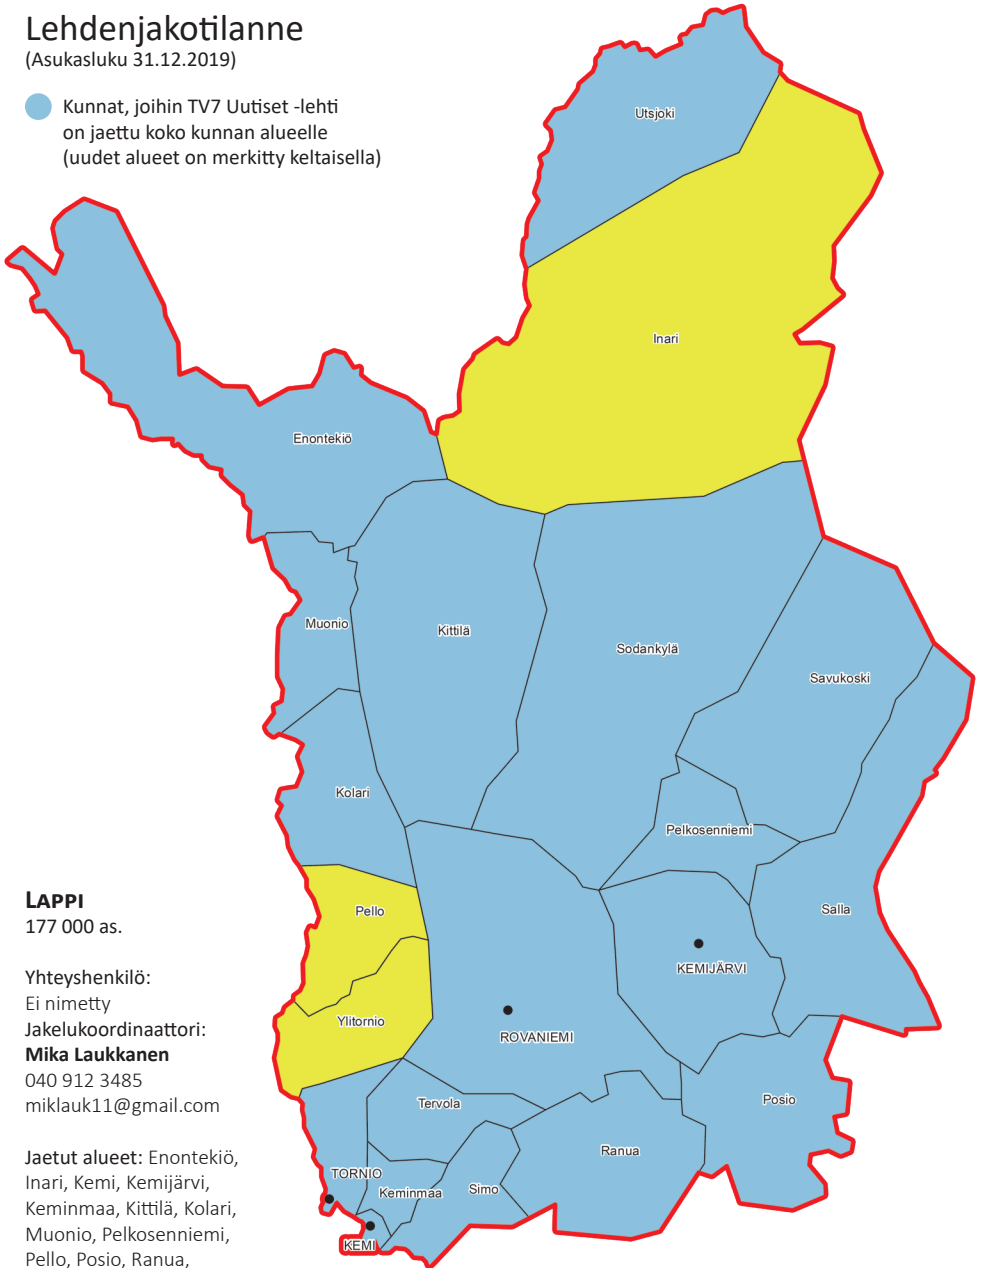 Lehdenjakotilanne
(Asukasluku 31.12.2019)
Kunnat, joihin TV7 Uutiset -lehti
on jaettu koko kunnan alueelle
(uudet alueet on merkitty keltaisella)
Utsjoki
Inari
Enontekiö
Muonio
Kittilä
Sodankylä
Savukoski
Kolari
Pelkosenniemi
Pello
Salla
KEMIJÄRVI
Ylitornio
ROVANIEMI
Tervola
Posio
Ranua
TORNIO
Keminmaa
Simo
KEMI
LAPPI
177 000 as.
Yhteyshenkilö:
Ei nimetty
Jakelukoordinaattori:
Mika Laukkanen
040 912 3485
miklauk11@gmail.com
Jaetut alueet: Enontekiö,
Inari, Kemi, Kemijärvi,
Keminmaa, Kittilä, Kolari,
Muonio, Pelkosenniemi,
Pello, Posio, Ranua,